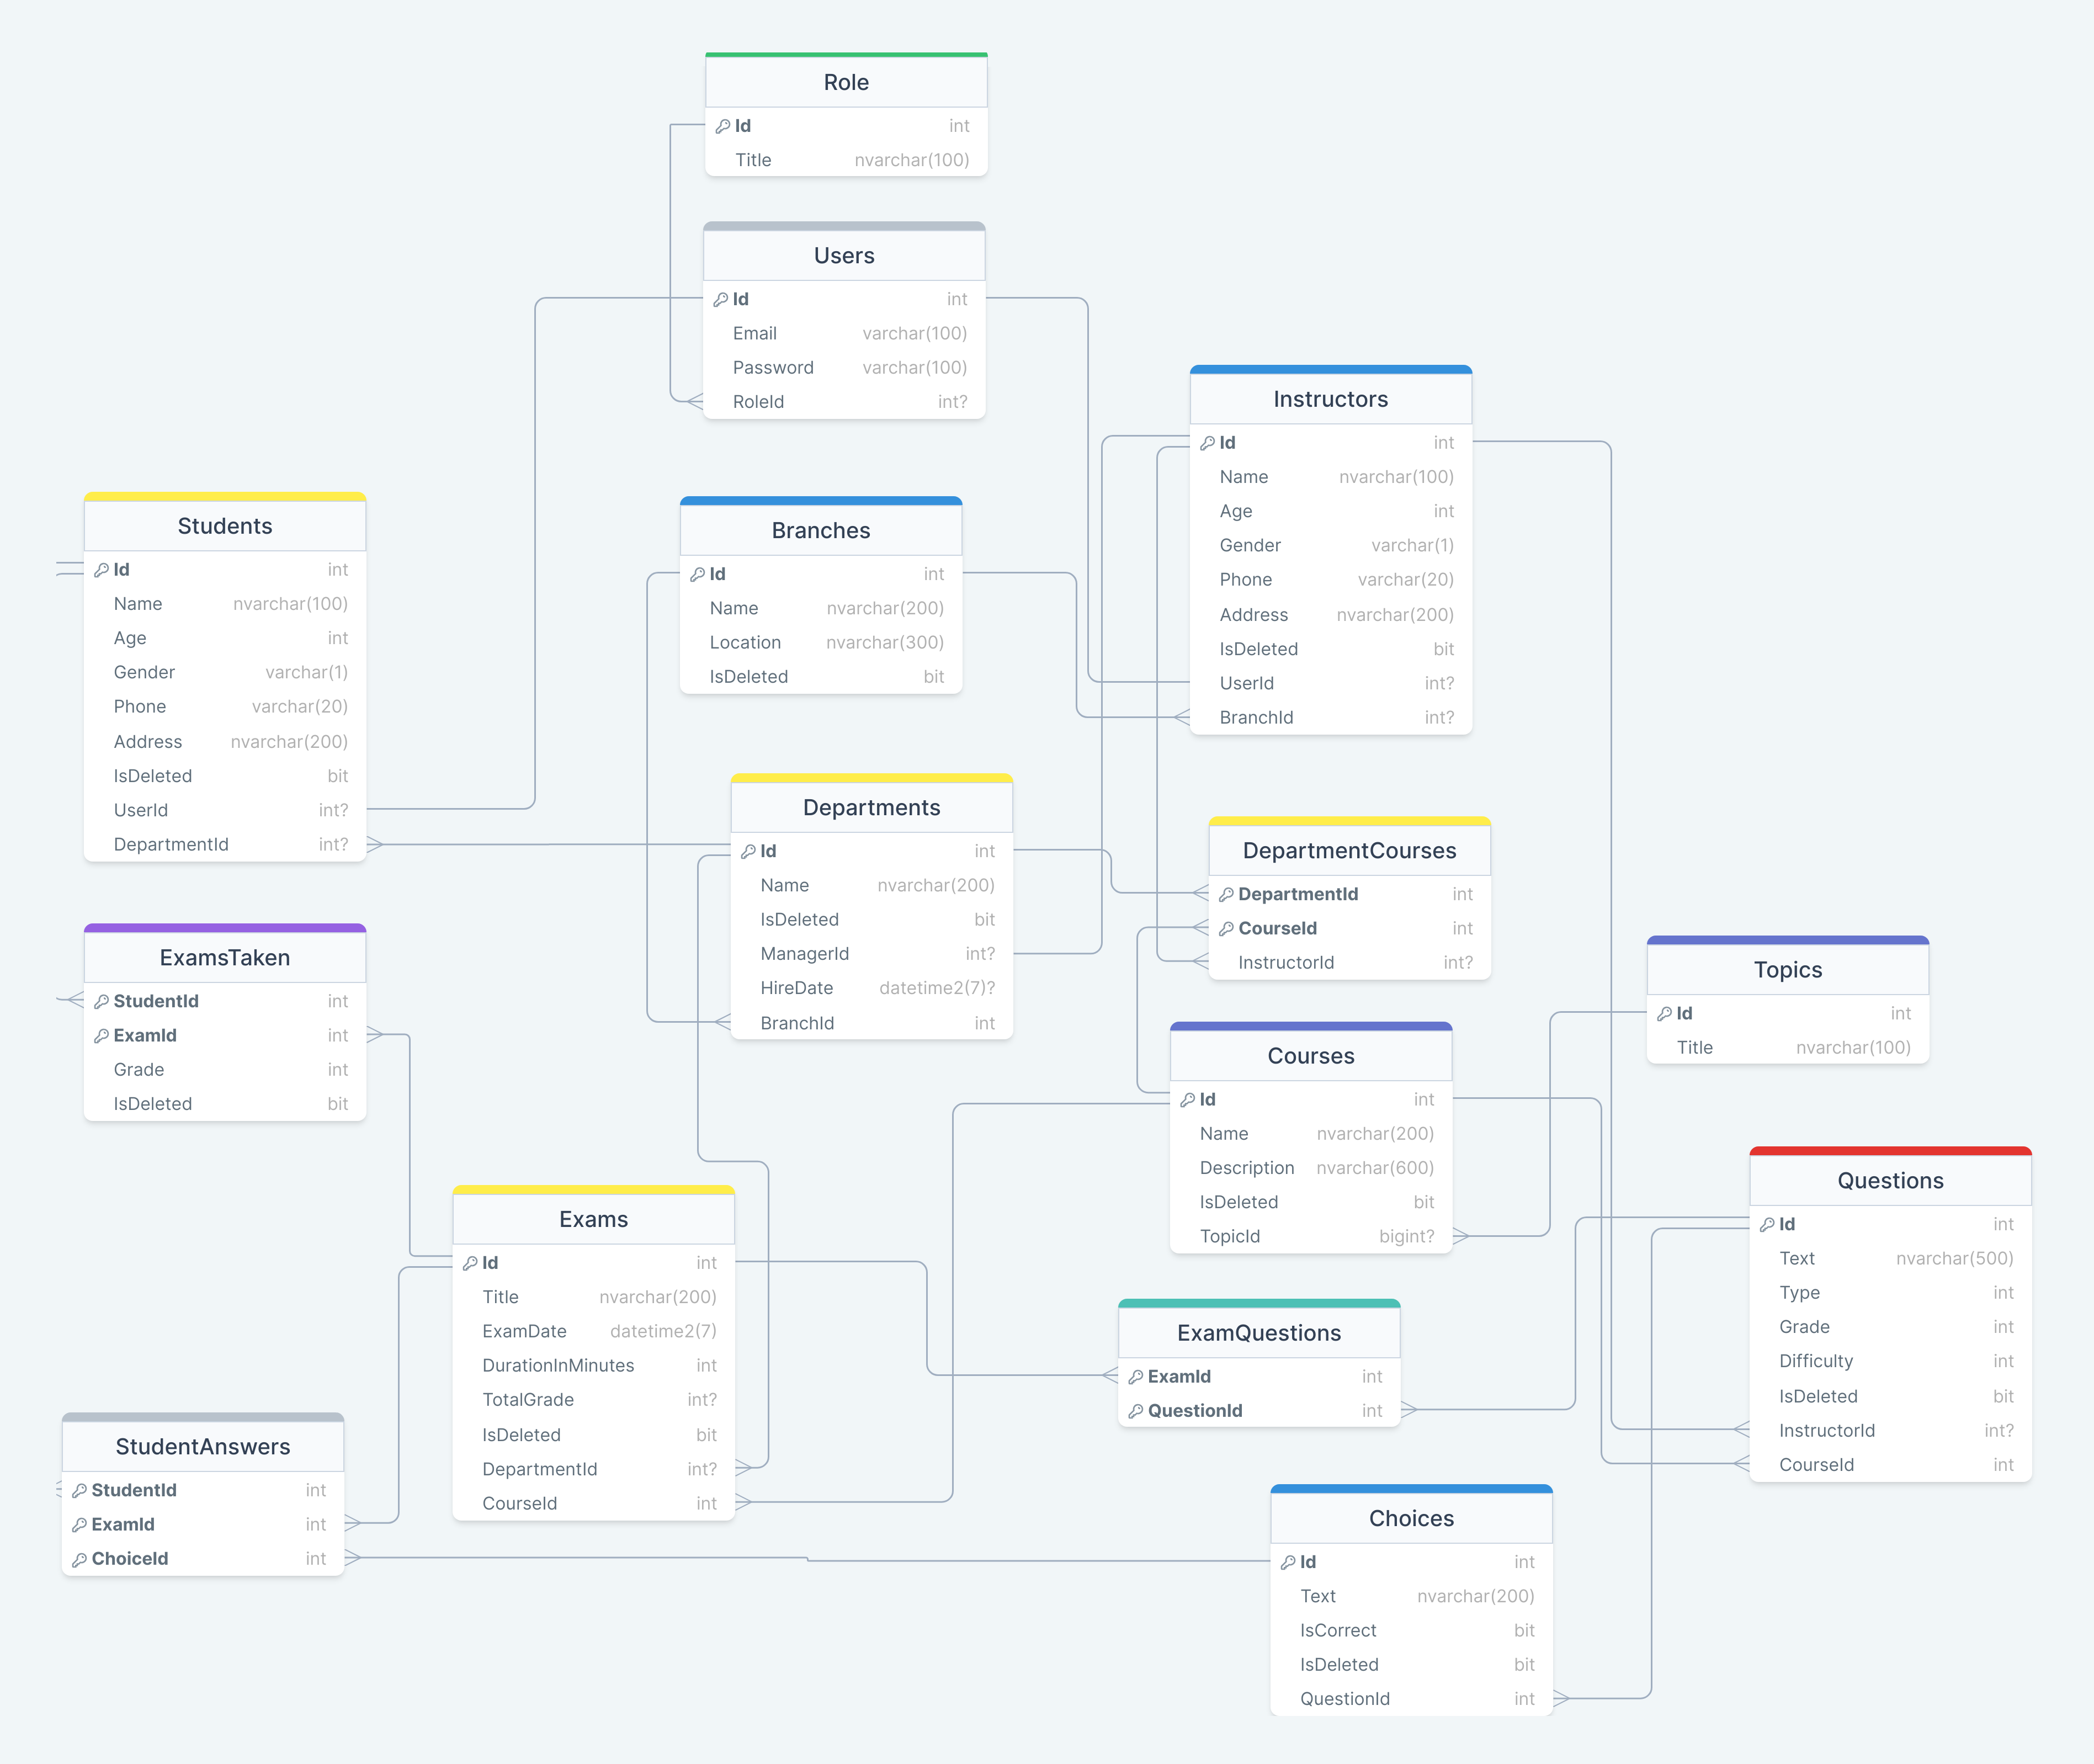 Role
Id int
Title nvarchar(100)
Users
Id int
Email varchar(100)
Password varchar(100)
RoleId int?
Instructors
Id int
Name nvarchar(100)
Age int
Gender varchar(1)
Phone varchar(20)
Address nvarchar(200)
IsDeleted bit
UserId int?
BranchId int?
Students
Id int
Name nvarchar(100)
Age int
Gender varchar(1)
Phone varchar(20)
Address nvarchar(200)
IsDeleted bit
UserId int?
DepartmentId int?
Branches
Id int
Name nvarchar(200)
Location nvarchar(300)
IsDeleted bit
Departments
Id int
Name nvarchar(200)
IsDeleted bit
ManagerId int?
HireDate datetime2(7)?
BranchId int
DepartmentCourses
DepartmentId int
CourseId int
InstructorId int?
ExamsTaken
StudentId int
ExamId int
Grade int
IsDeleted bit
Topics
Id int
Title nvarchar(100)
Courses
Id int
Name nvarchar(200)
Description nvarchar(600)
IsDeleted bit
TopicId bigint?
Questions
Id int
Text nvarchar(500)
Type int
Grade int
Difficulty int
IsDeleted bit
InstructorId int?
CourseId int
Exams
Id int
Title nvarchar(200)
ExamDate datetime2(7)
DurationInMinutes int
TotalGrade int?
IsDeleted bit
DepartmentId int?
CourseId int
ExamQuestions
ExamId int
QuestionId int
StudentAnswers
StudentId int
ExamId int
ChoiceId int
Choices
Id int
Text nvarchar(200)
IsCorrect bit
IsDeleted bit
QuestionId int